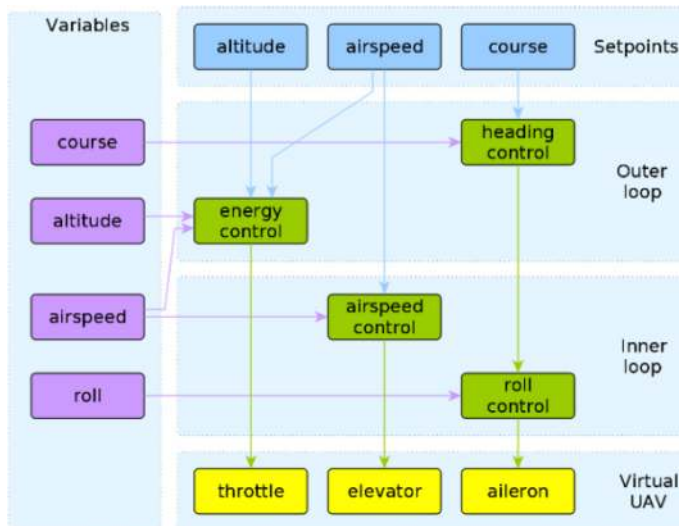 Variables
altitude
airspeed
course
Setpoints
course
heading
control
Outer
loop
altitude
energy
control
airspeed
airspeed
control
Inner
loop
roll
roll
control
throttle
elevator
aileron
Virtual
UAV